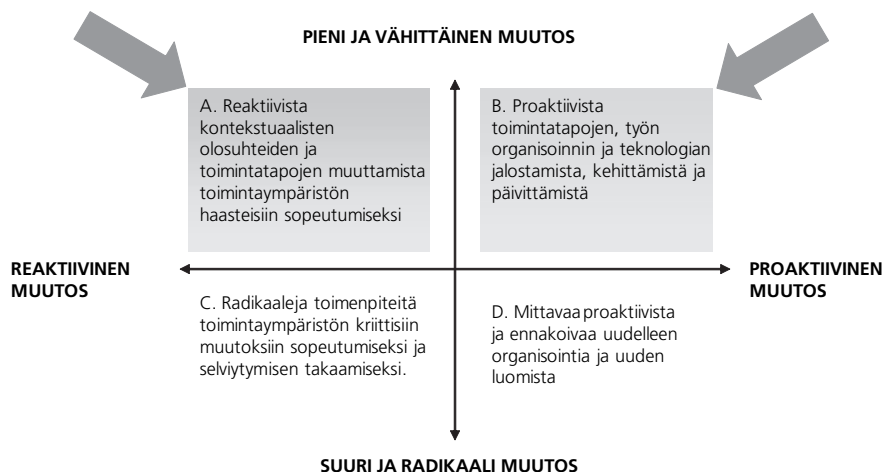 PIENI JA VÄHITTÄINEN MUUTOS
A. Reaktiivista
kontekstuaalisten
olosuhteiden ja
toimintatapojen muuttamista
toimintaympäristön
haasteisiin sopeutumiseksi
B. Proaktiivista
toimintatapojen, työn
organisoinnin ja teknologian
jalostamista, kehittämistä ja
päivittämistä
REAKTIIVINEN
MUUTOS
PROAKTIIVINEN
MUUTOS
C. Radikaaleja toimenpiteitä
toimintaympäristön kriittisiin
muutoksiin sopeutumiseksi ja
selviytymisen takaamiseksi.
D. Mittavaa proaktiivista
ja ennakoivaa uudelleen
organisointia ja uuden
luomista
SUURI JA RADIKAALI MUUTOS